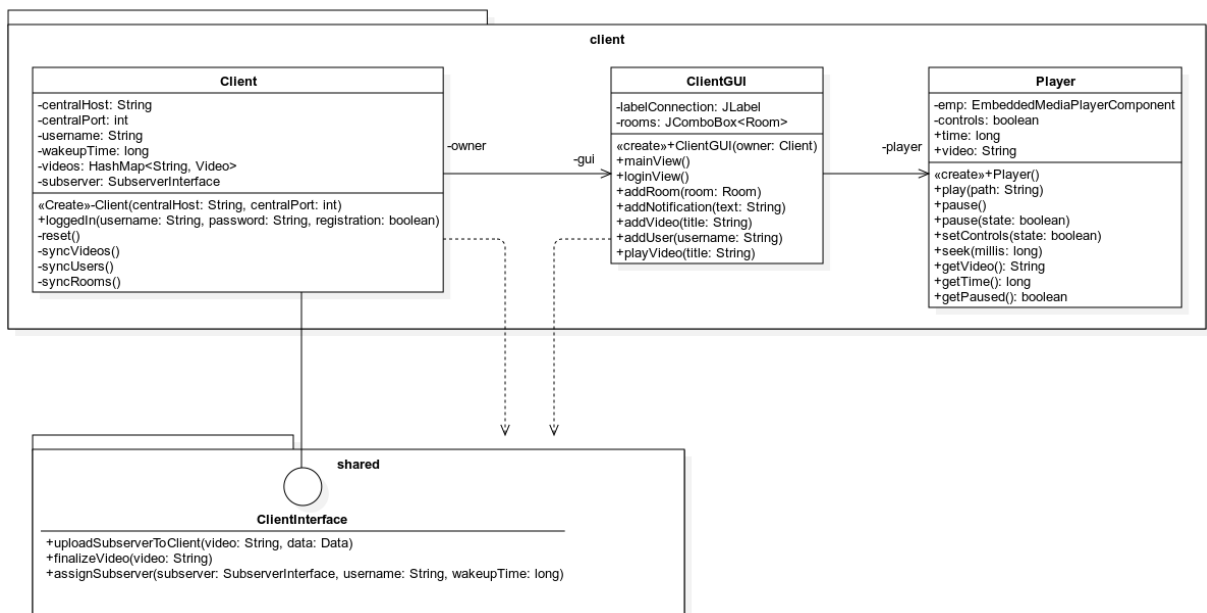 client
Client
-centralHost: String
-centralPort: int
-username: String
-wakeupTime: long
-videos: HashMap<String, Video>
-subserver: SubserverInterface
«Create»-Client(centralHost: String, centralPort: int)
+loggedIn(username: String, password: String, registration: boolean)
-reset()
-syncVideos()
-syncUsers()
-syncRooms()
-owner
-gui
ClientGUI
-labelConnection: JLabel
-rooms: JComboBox<Room>
«create»+ClientGUI(owner: Client)
+mainView()
+loginView()
+addRoom(room: Room)
+addNotification(text: String)
+addVideo(title: String)
+addUser(username: String)
+playVideo(title: String)
-player
Player
-emp: EmbeddedMediaPlayerComponent
-controls: boolean
+time: long
+video: String
«create»+Player()
+play(path: String)
+pause()
+pause(state: boolean)
+setControls(state: boolean)
+seek(millis: long)
+getVideo(): String
+getTime(): long
+getPaused(): boolean
shared
ClientInterface
+uploadSubserverToClient(video: String, data: Data)
+finalizeVideo(video: String)
+assignSubserver(subserver: SubserverInterface, username: String, wakeupTime: long)